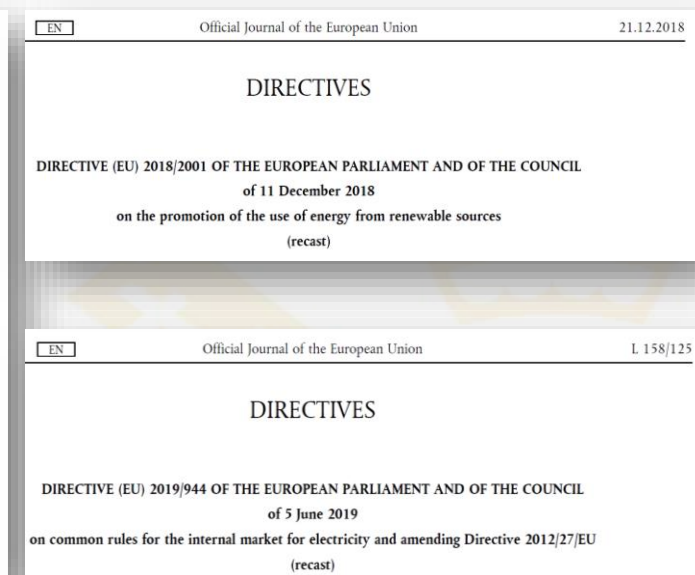 EN Official Journal of the European Union 21.12.2018
DIRECTIVES
DIRECTIVE (EU) 2018/2001 OF THE EUROPEAN PARLIAMENT AND OF THE COUNCIL
of 11 December 2018
on the promotion of the use of energy from renewable sources
(recast)
EN Official Journal of the European Union L 158/125
DIRECTIVES
DIRECTIVE (EU) 2019/944 OF THE EUROPEAN PARLIAMENT AND OF THE COUNCIL
of 5 June 2019
on common rules for the internal market for electricity and amending Directive 2012/27/EU
(recast)